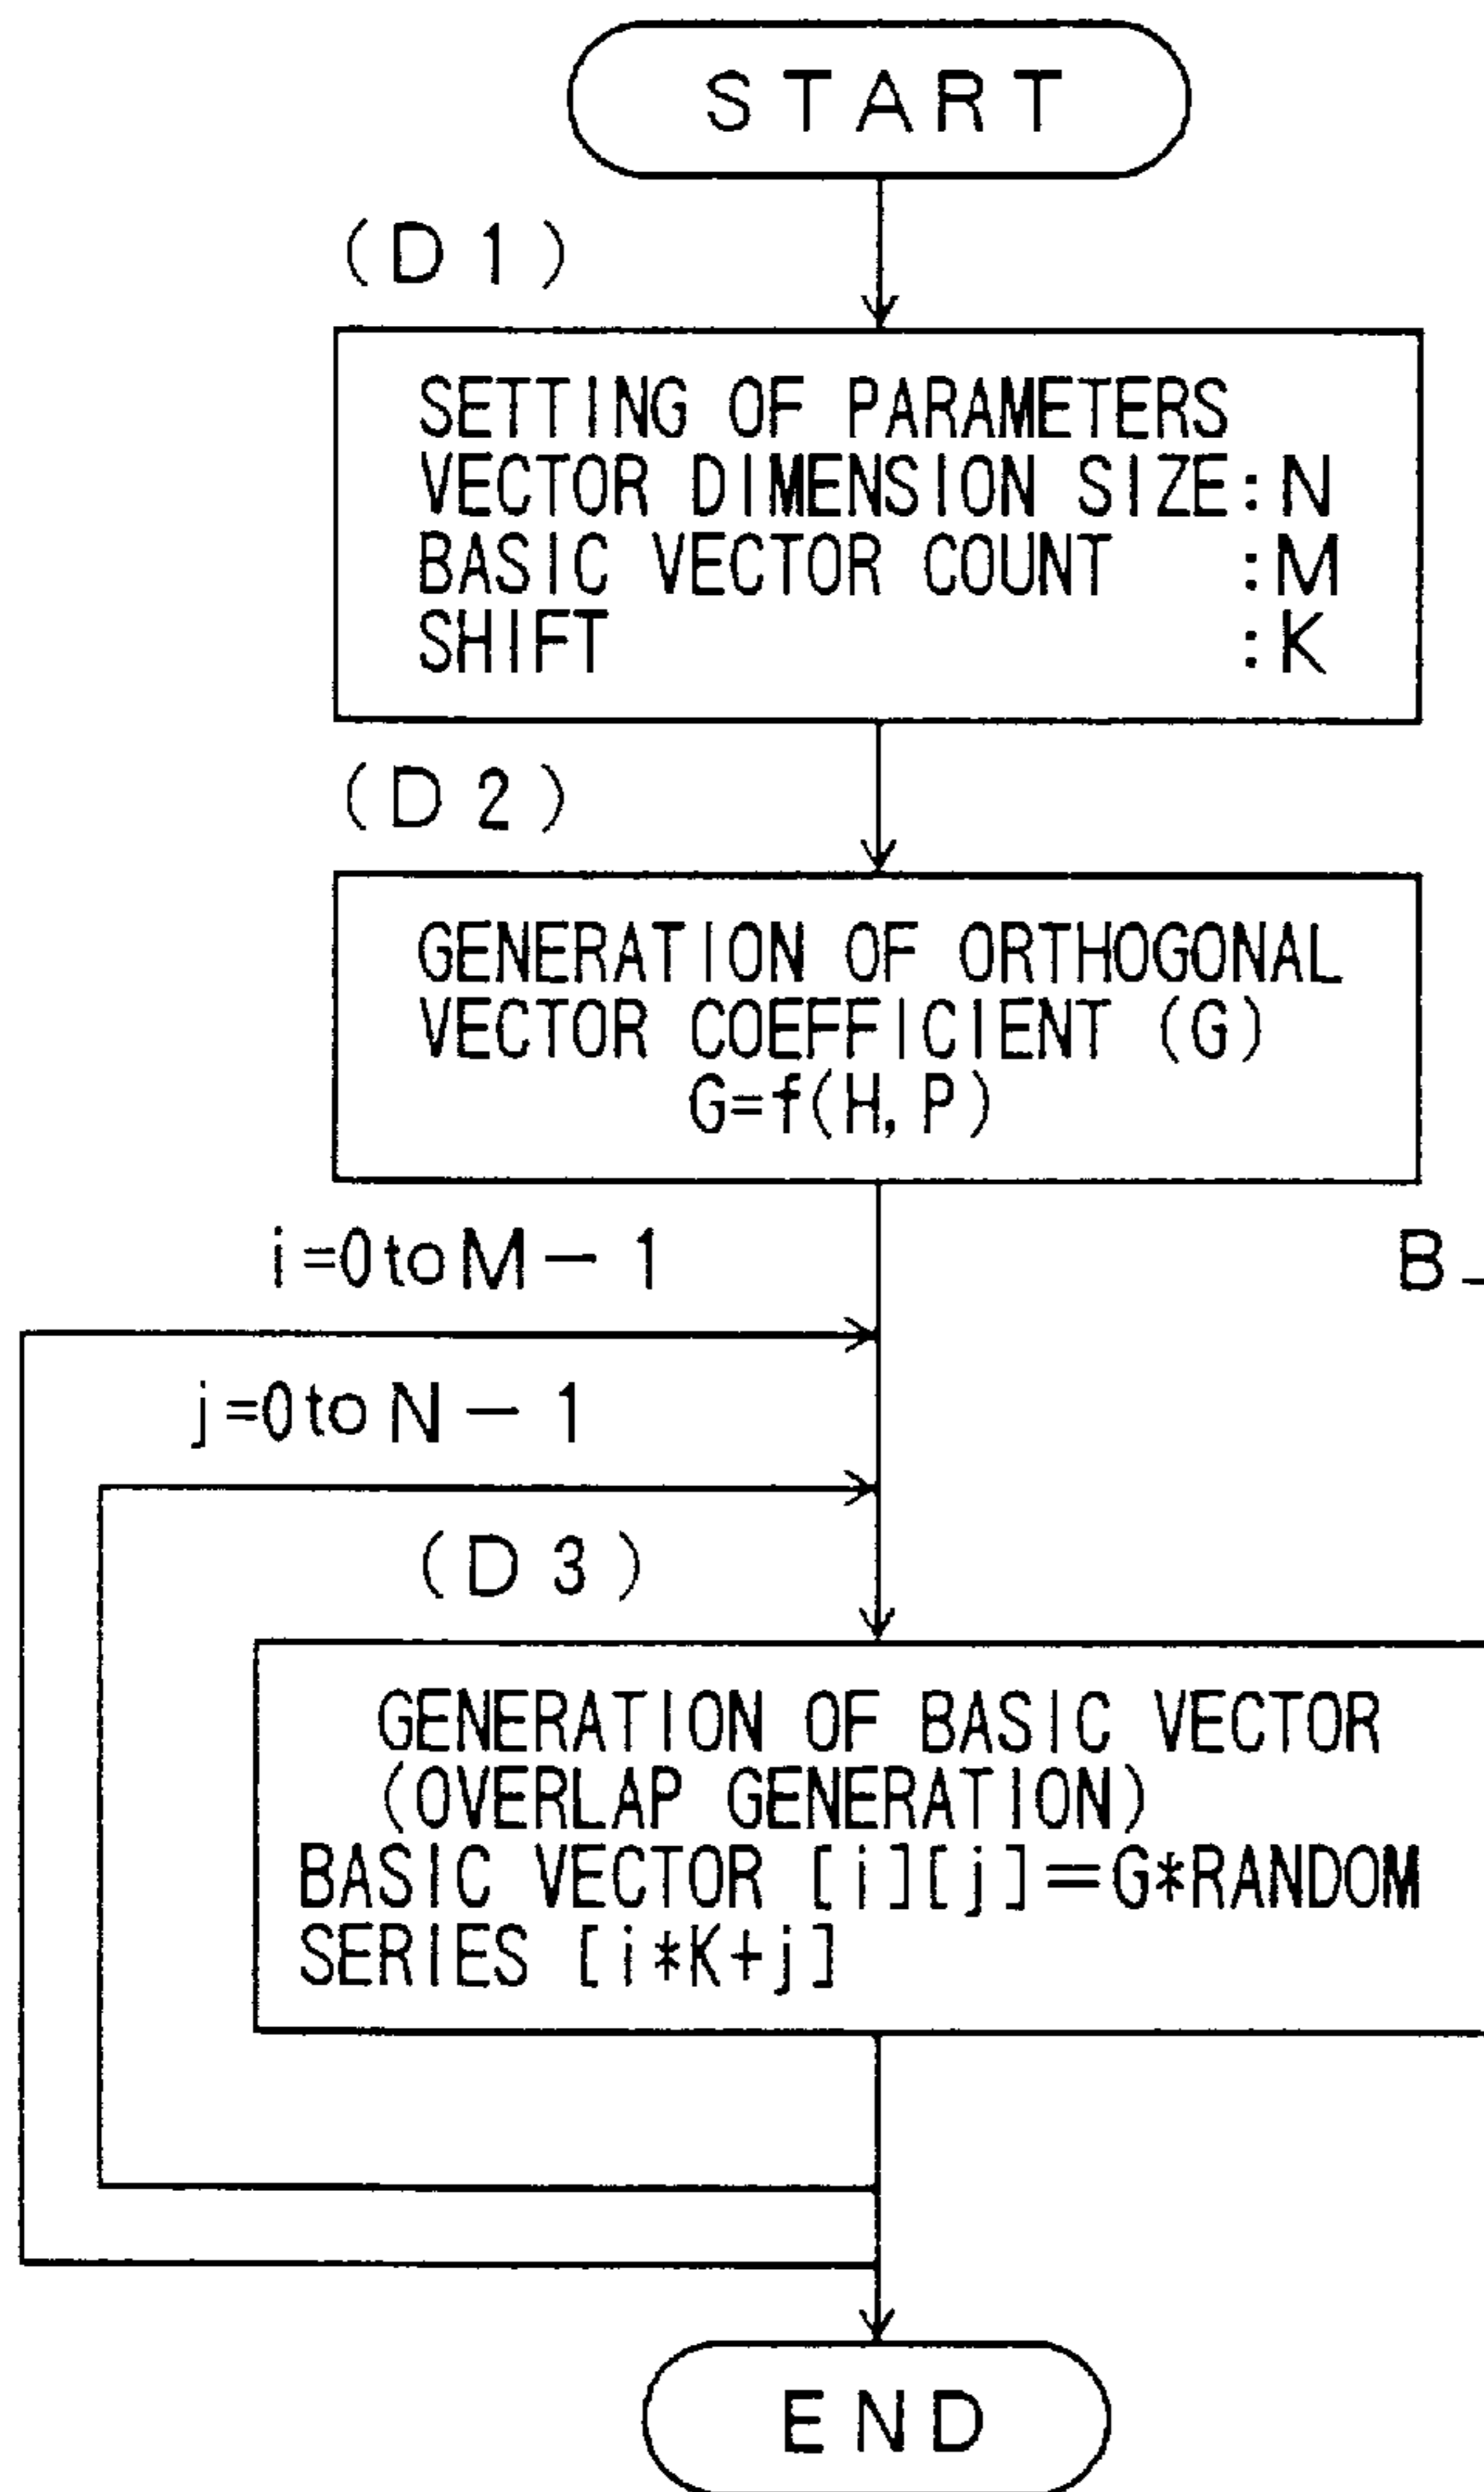 START
(D1)
SETTING OF PARAMETERS
VECTOR DIMENSION SIZE:N
BASIC VECTOR COUNT :M
SHIFT :K
(D2)
GENERATION OF ORTHOGONAL
VECTOR COEFFICIENT (G)
G=f(H,P)
i=0toM-1
B
j=0toN-1
(D3)
GENERATION OF BASIC VECTOR
(OVERLAP GENERATION)
BASIC VECTOR [i][j]=G*RANDOM
SERIES [i*K+j]
END